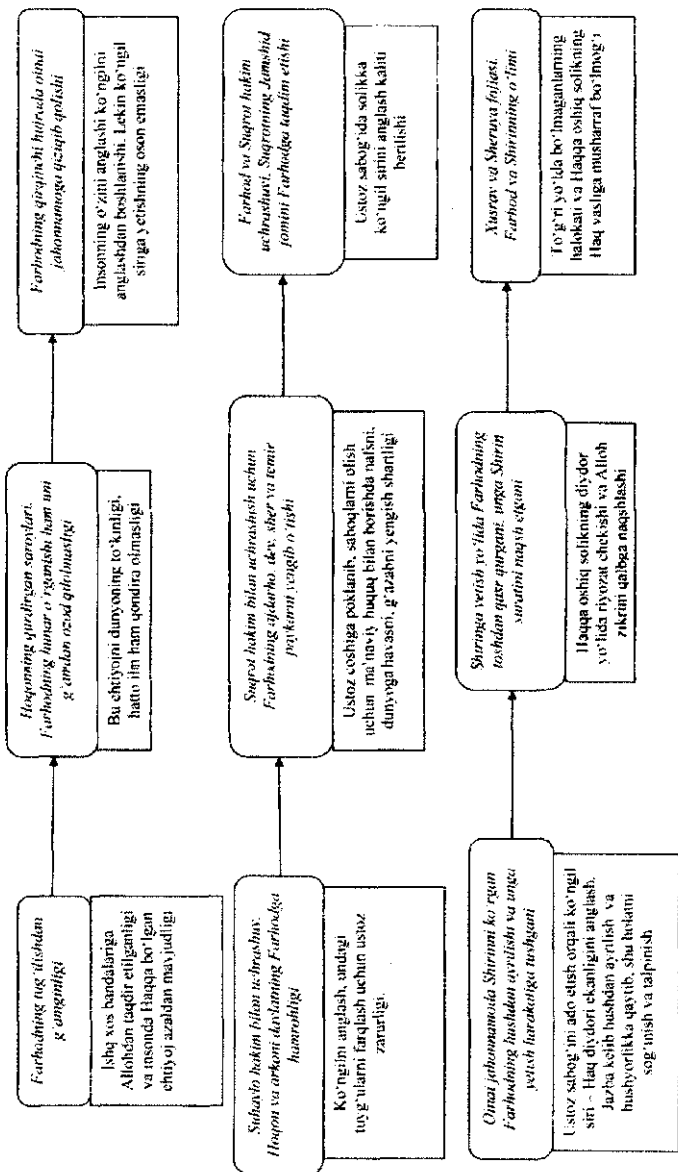 Farhodning tug'ilishdan
g'amginligi
Ishq xos bandalariga
Allohdan taqdir etilganligi
va insonda Haqqa bo'lgan
ehtiyoj azaldan mavjudligi
Hoqonning qurdirgan saroylari,
Farhodning hunar o'rganishi ham uni
g'amdan ozod qilolmasligi
Bu ehtiyojni dunyoning to'kinligi,
hatto ilm ham qondira olmasligi
Farhodning qirqinchi hujrada oinai
jahonnamoga qiziqib qolishi
Insonning o'zini anglashi ko'ngilni
anglashdan boshlanishi. Lekin ko'ngil
siriga yetishning oson emasligi
Suhaylo hakim bilan uchrashuv.
Hoqon va arkoni davlatning Farhodga
hamrohligi
Ko'ngilni anglash, undagi
tuyg'ularni farqlash uchun ustoz
zarurligi.
Suqrot hakim bilan uchrashish uchun
Farhodning ajdarho, dev, sher va temir
paykarni yengib o'tishi
Ustoz qoshiga poklanib, saboqlarni olish
uchun ma'naviy huquq bilan borishda nafsni,
dunyoga havasni, g'azabni yengish shartligi
Farhod va Suqrot hakim
uchrashuvi, Suqrotning Jamshid
jomini Farhodga taqdim etishi
Ustoz sabog'ida solikka
ko'ngil sirini anglash kaliti
berilishi
Oinai jahonnamoda Shirinni ko'rgan
Farhodning hushdan ayrilishi va unga
yetish harakatiga tushgani
Ustoz sabog'ini ado etish orqali ko'ngil
siri – Haq diydori ekanligini anglash.
Jazba kelib hushdan ayrilish va
hushyorlikka qaytib, shu holatni
sog'inish va talpinish
Shiringa yetish yo'lida Farhodning
toshdan qasr qurgani, unga Shirin
suratini naqsh etgani
Haqqa oshiq solikning diydor
yo'lida riyozat chekishi va Alloh
zikrini qalbga naqshlashi
Xusrav va Sheruya fojiasi.
Farhod va Shirinning o'limi
To'g'ri yo'lda bo'lmaganlarning
halokati va Haqqa oshiq solikning
Haq vasliga musharraf bo'lmog'i